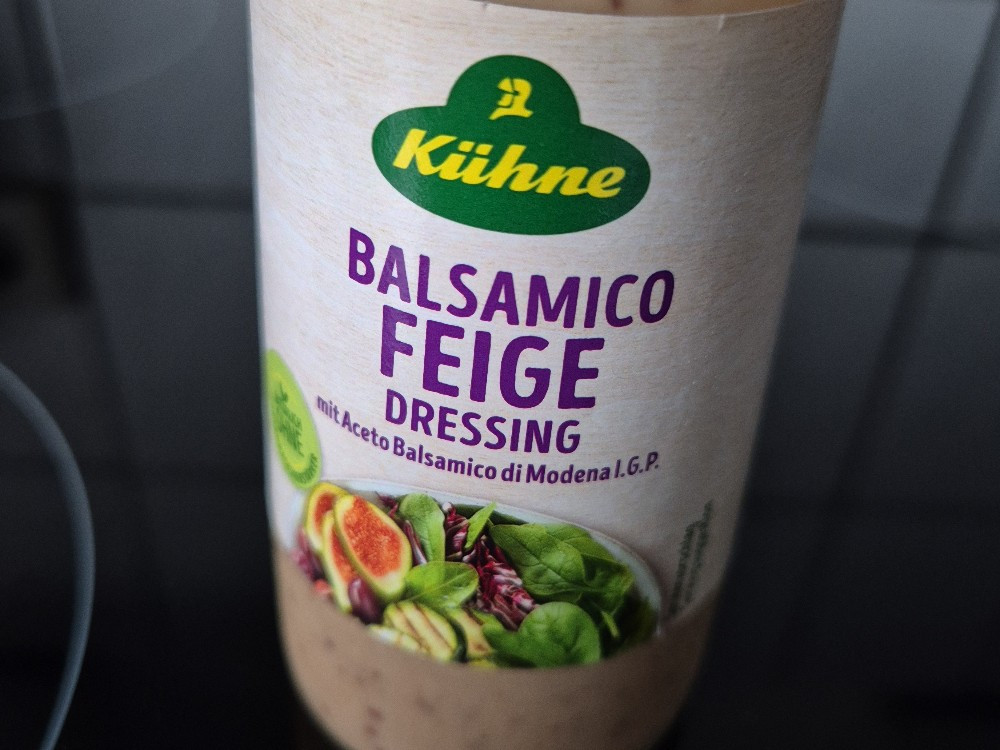 Kühne
BALSAMICO
FEIGE
DRESSING
mit Aceto Balsamico di Modena I.G.P.